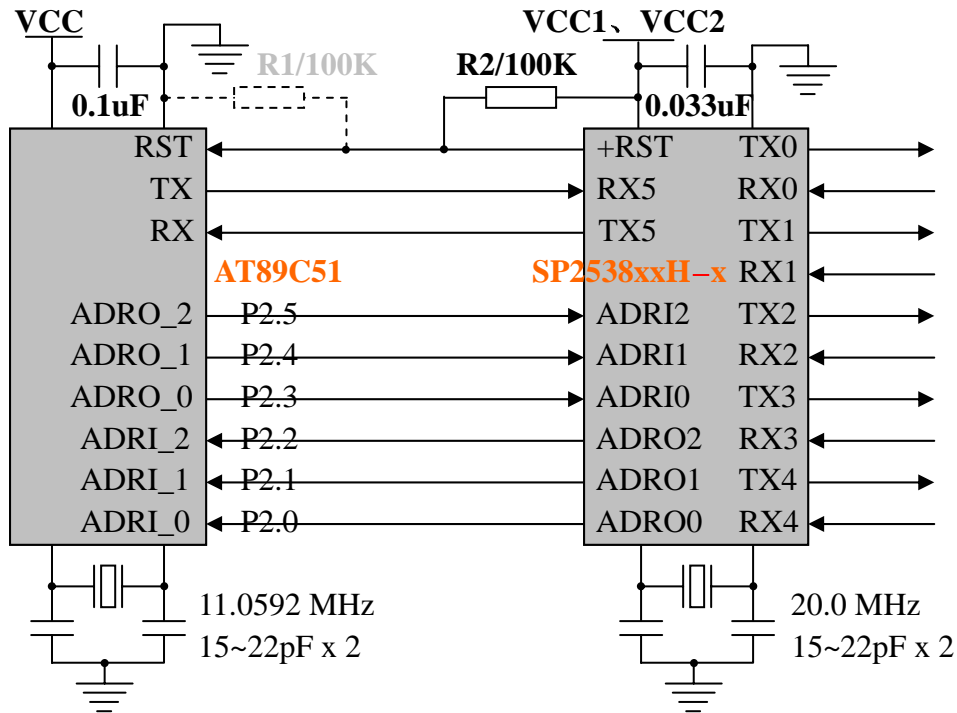 VCC
VCC1、VCC2
R1/100K
R2/100K
0.1uF
0.033uF
RST
+RST
TX0
TX
RX5
RX0
RX
TX5
TX1
AT89C51
SP2538xxH–x
RX1
ADRO_2
P2.5
ADRI2
TX2
ADRO_1
P2.4
ADRI1
RX2
ADRO_0
P2.3
ADRI0
TX3
ADRI_2
P2.2
ADRO2
RX3
ADRI_1
P2.1
ADRO1
TX4
ADRI_0
P2.0
ADRO0
RX4
11.0592 MHz
15~22pF x 2
20.0 MHz
15~22pF x 2